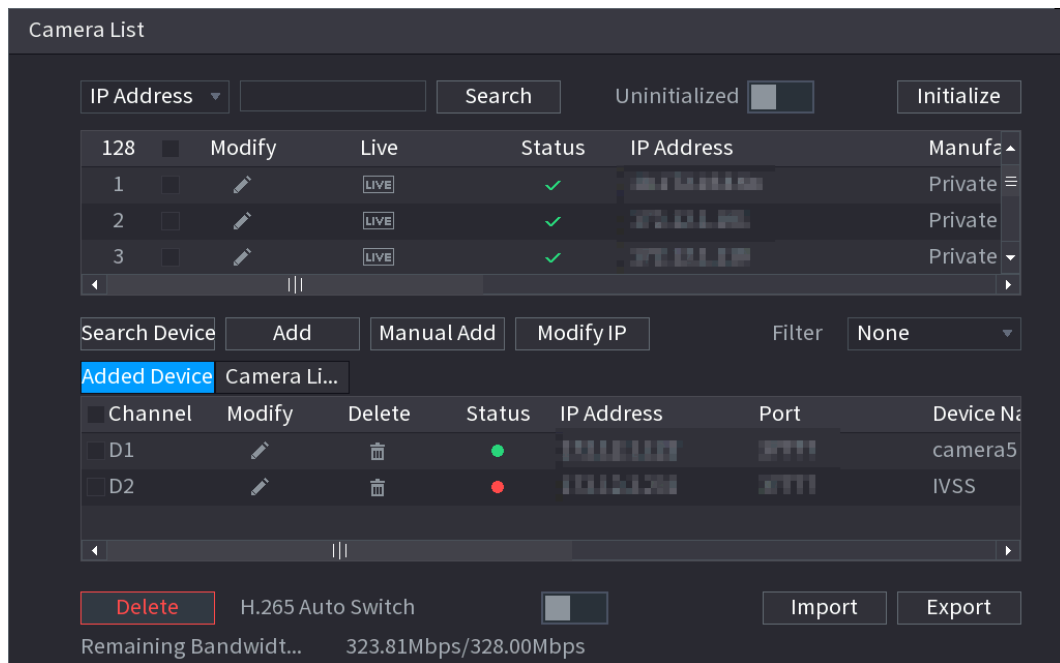 Camera List
IP Address Search Uninitialized Initialize
128 Modify Live Status IP Address Manufa
1 LIVE Private
2 LIVE Private
3 LIVE Private
Search Device Add Manual Add Modify IP Filter None
Added Device Camera Li...
Channel Modify Delete Status IP Address Port Device Na
D1 camera5
D2 IVSS
Delete H.265 Auto Switch Import Export
Remaining Bandwidt... 323.81Mbps/328.00Mbps